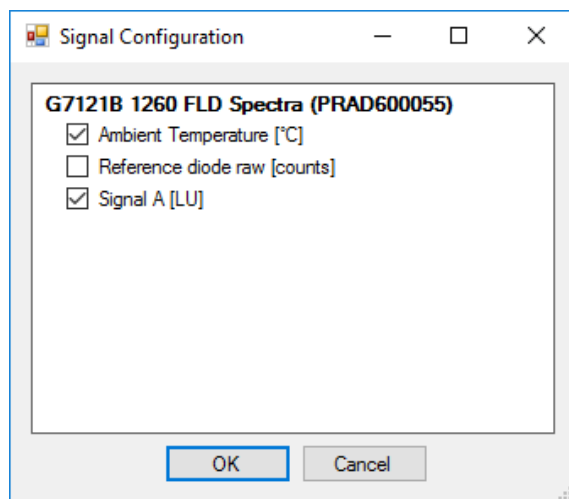 Signal Configuration
G7121B 1260 FLD Spectra (PRAD600055)
Ambient Temperature [°C]
Reference diode raw [counts]
Signal A [LU]
OK
Cancel